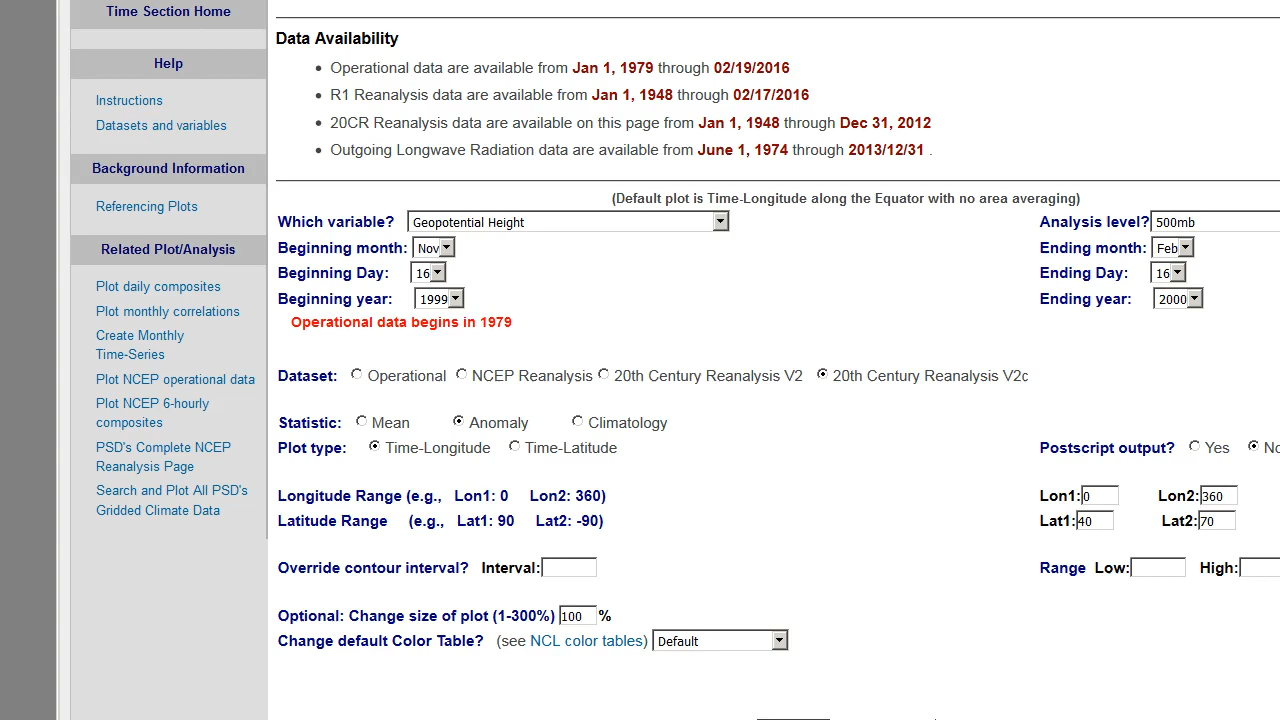 Time Section Home
Help
Instructions
Datasets and variables
Background Information
Referencing Plots
Related Plot/Analysis
Plot daily composites
Plot monthly correlations
Create Monthly
Time-Series
Plot NCEP operational data
Plot NCEP 6-hourly
composites
PSD's Complete NCEP
Reanalysis Page
Search and Plot All PSD's
Gridded Climate Data
Data Availability
Operational data are available from Jan 1, 1979 through 02/19/2016
R1 Reanalysis data are available from Jan 1, 1948 through 02/17/2016
20CR Reanalysis data are available on this page from Jan 1, 1948 through Dec 31, 2012
Outgoing Longwave Radiation data are available from June 1, 1974 through 2013/12/31 .
(Default plot is Time-Longitude along the Equator with no area averaging)
Which variable? Geopotential Height Analysis level? 500mb
Beginning month: Nov Ending month: Feb
Beginning Day: 16 Ending Day: 16
Beginning year: 1999 Ending year: 2000
Operational data begins in 1979
Dataset: Operational NCEP Reanalysis 20th Century Reanalysis V2 20th Century Reanalysis V2c
Statistic: Mean Anomaly Climatology
Plot type: Time-Longitude Time-Latitude Postscript output? Yes No
Longitude Range (e.g., Lon1: 0 Lon2: 360) Lon1: 0 Lon2: 360
Latitude Range (e.g., Lat1: 90 Lat2: -90) Lat1: 40 Lat2: 70
Override contour interval? Interval: Range Low: High:
Optional: Change size of plot (1-300%) 100 %
Change default Color Table? (see NCL color tables) Default